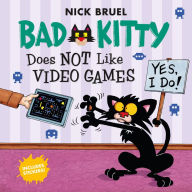 NICK BRUEL
BAD KITTY
Does NOT Like
VIDEO GAMES
YES,
I DO!
INCLUDES
STICKERS!